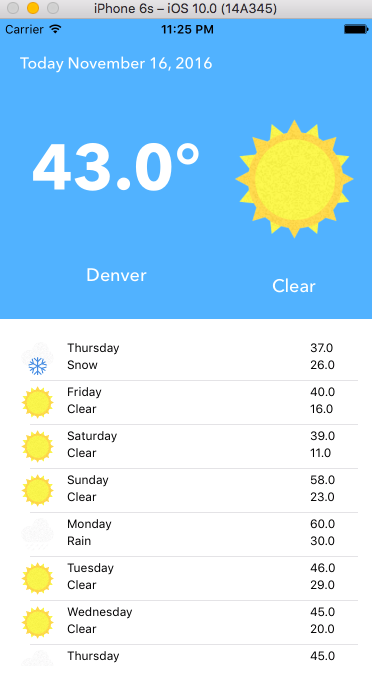 iPhone 6s – iOS 10.0 (14A345)
Carrier 11:25 PM
Today November 16, 2016
43.0°
Denver
Clear
Thursday 37.0
Snow 26.0
Friday 40.0
Clear 16.0
Saturday 39.0
Clear 11.0
Sunday 58.0
Clear 23.0
Monday 60.0
Rain 30.0
Tuesday 46.0
Clear 29.0
Wednesday 45.0
Clear 20.0
Thursday 45.0